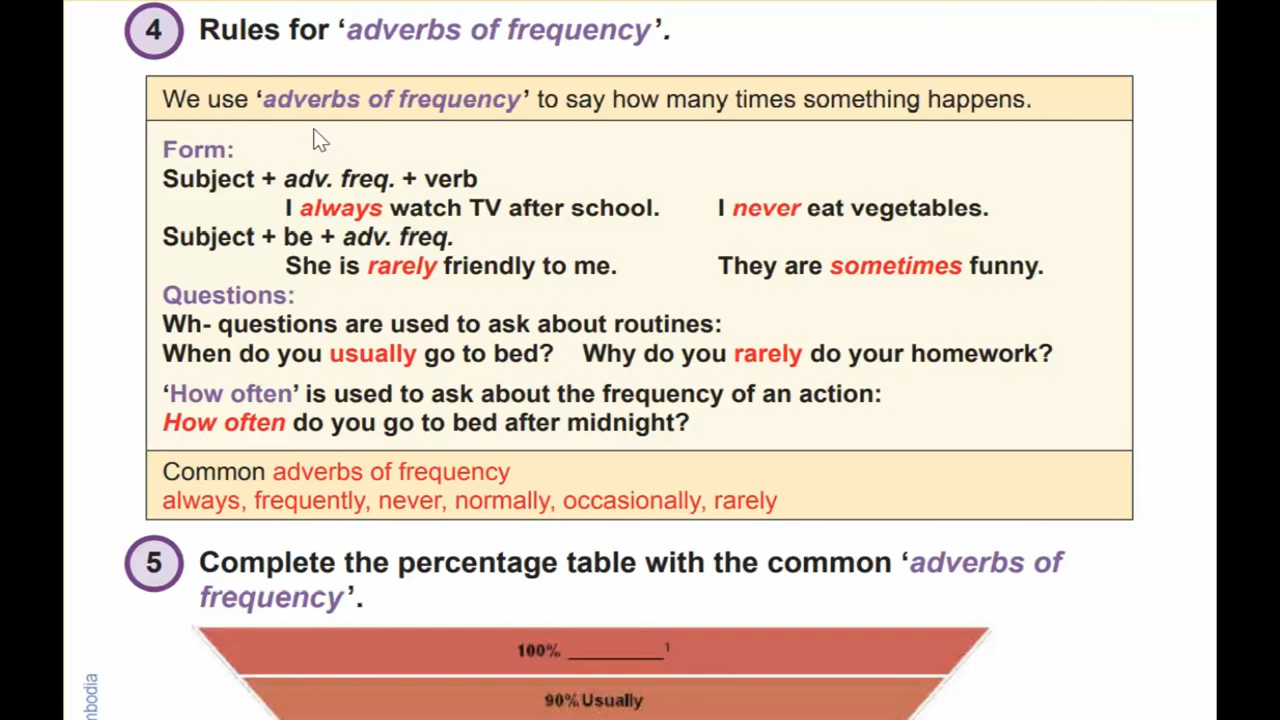 4 Rules for ‘adverbs of frequency’.
We use ‘adverbs of frequency’ to say how many times something happens.
Form:
Subject + adv. freq. + verb
I always watch TV after school. I never eat vegetables.
Subject + be + adv. freq.
She is rarely friendly to me. They are sometimes funny.
Questions:
Wh- questions are used to ask about routines:
When do you usually go to bed? Why do you rarely do your homework?
‘How often’ is used to ask about the frequency of an action:
How often do you go to bed after midnight?
Common adverbs of frequency
always, frequently, never, normally, occasionally, rarely
5 Complete the percentage table with the common ‘adverbs of
frequency’.
100% ________ 1
90% Usually